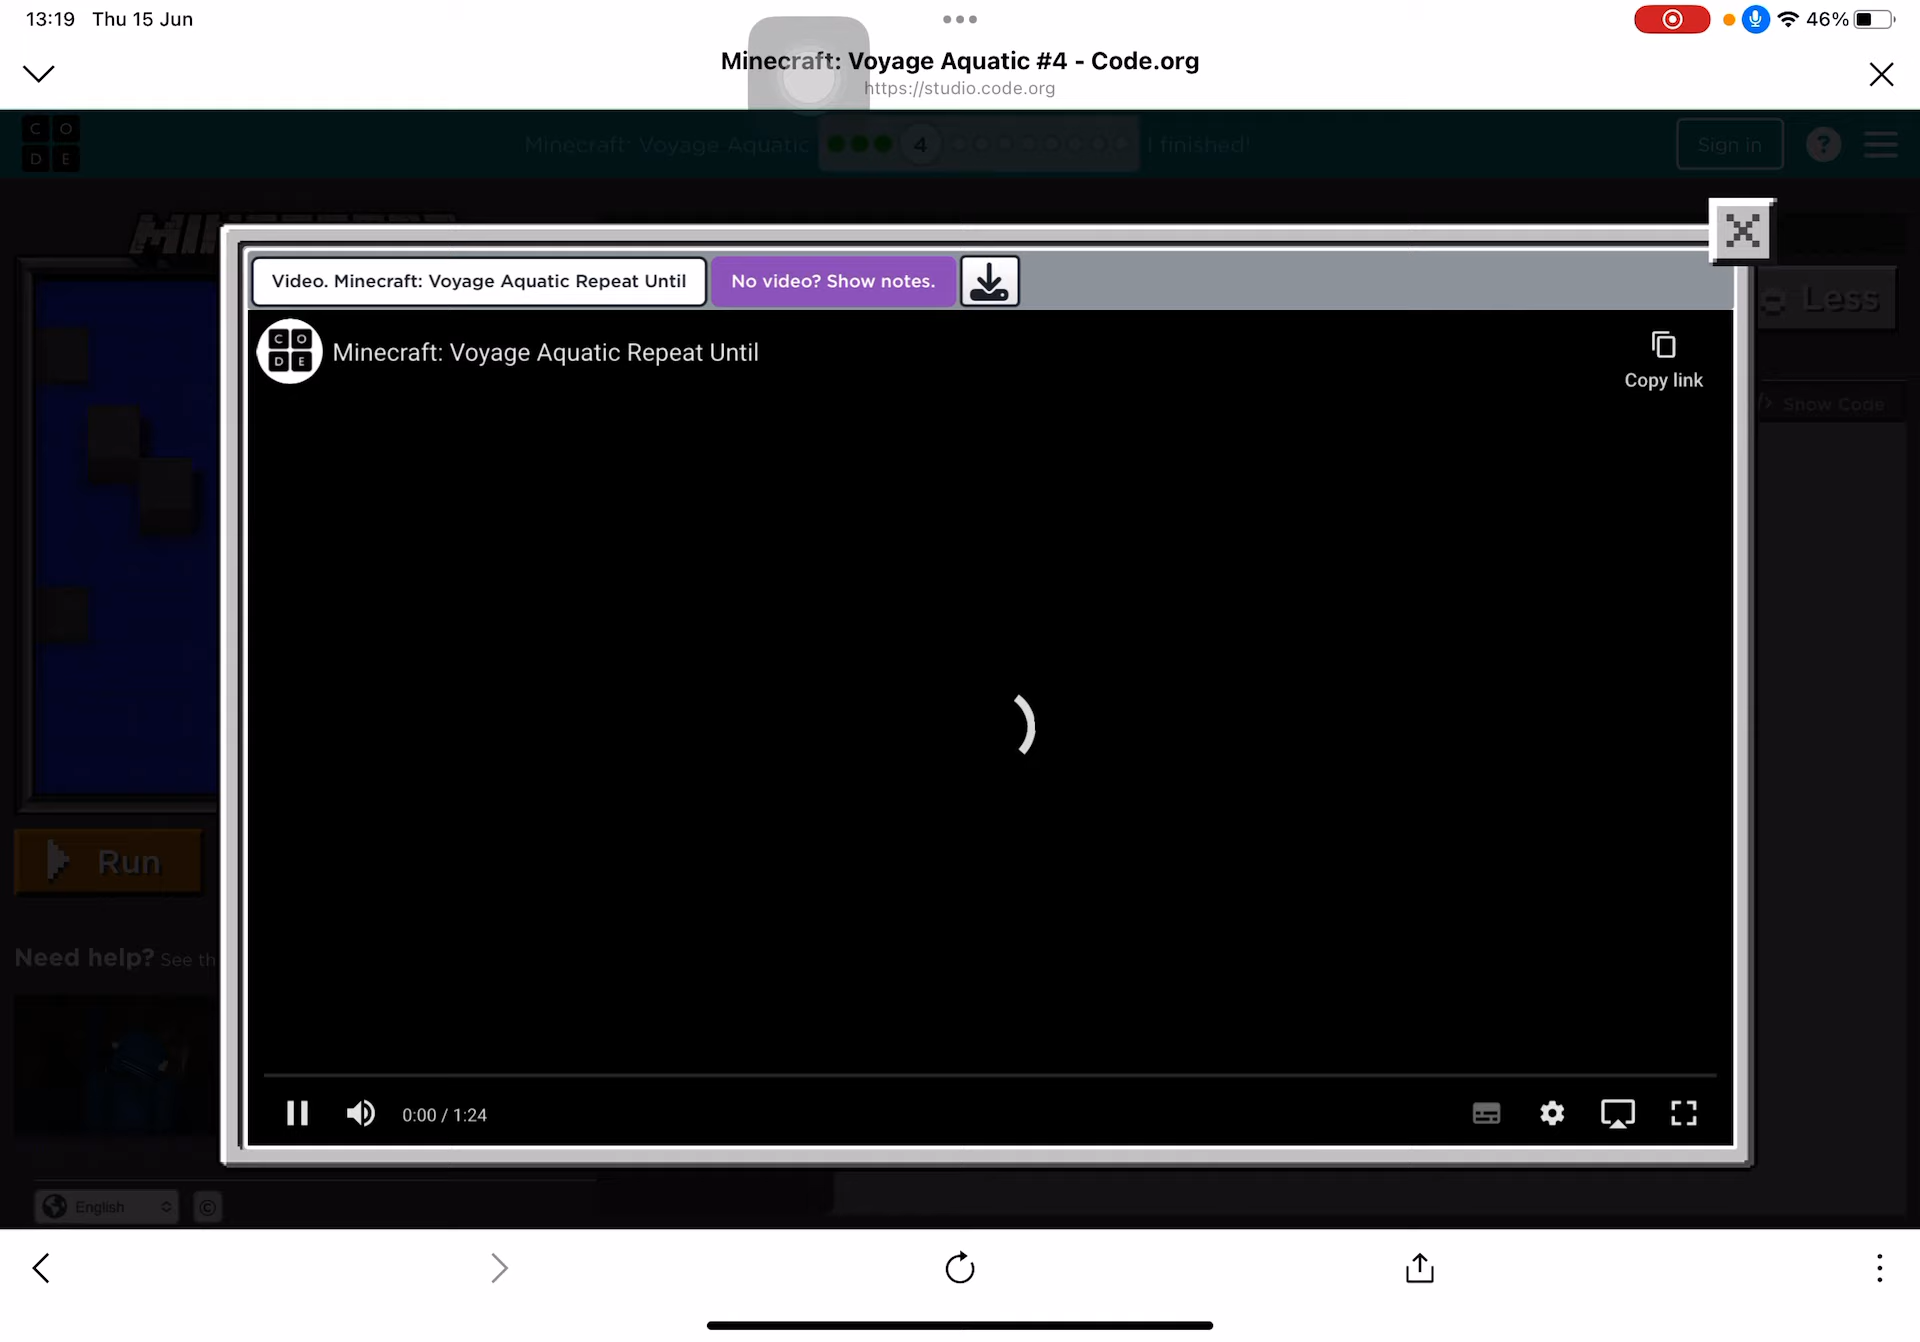 13:19 Thu 15 Jun
46%
Minecraft: Voyage Aquatic #4 - Code.org
https://studio.code.org
C O
D E
Minecraft: Voyage Aquatic
4
I finished!
Sign in
?
Less
Video. Minecraft: Voyage Aquatic Repeat Until
No video? Show notes.
C O
D E
Minecraft: Voyage Aquatic Repeat Until
Copy link
Show Code
Run
Need help? See th
0:00 / 1:24
English
©